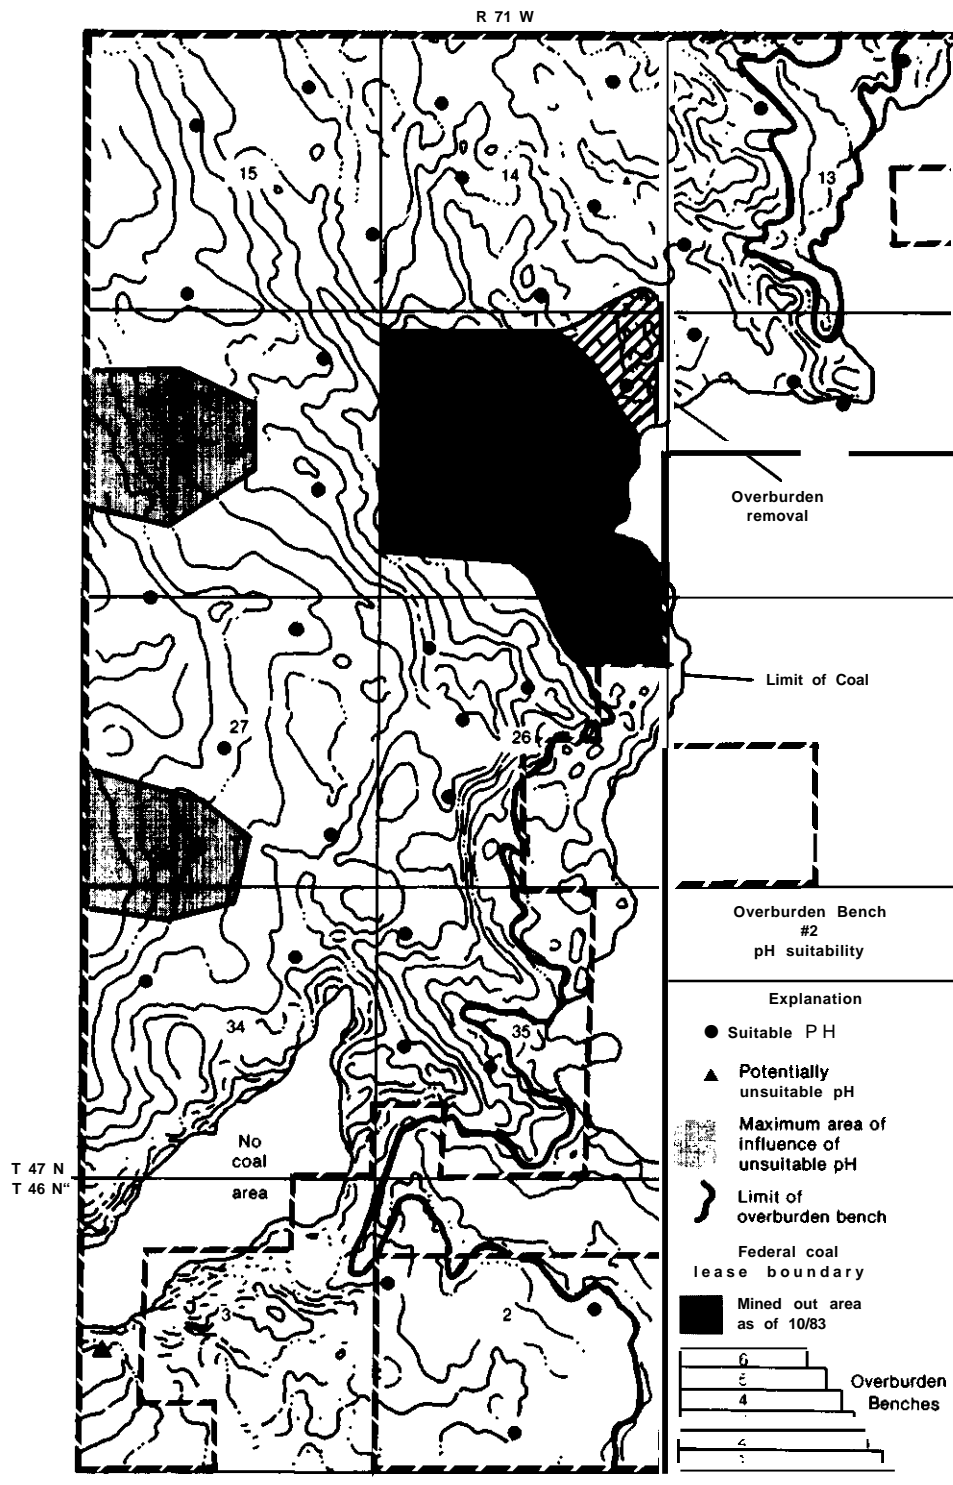 R 71 W
15
14
13
Overburden
removal
Limit of Coal
27
26
Overburden Bench
#2
pH suitability
Explanation
34
35
Suitable PH
Potentially
unsuitable pH
Maximum area of
influence of
unsuitable pH
No
coal
area
T 47 N
T 46 N"
Limit of
overburden bench
Federal coal
lease boundary
3
2
Mined out area
as of 10/83
6
5
4
Overburden
Benches